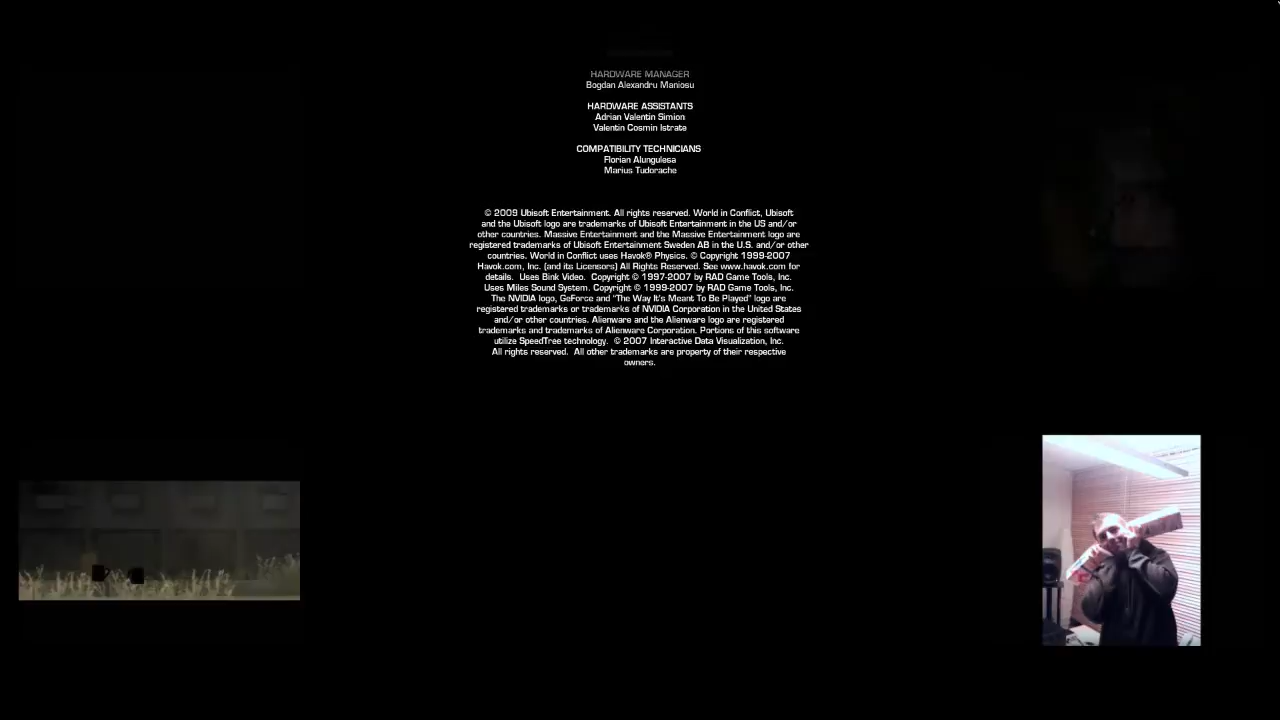 HARDWARE MANAGER
Bogdan Alexandru Maniosu
HARDWARE ASSISTANTS
Adrian Valentin Simion
Valentin Cosmin Istrate
COMPATIBILITY TECHNICIANS
Florian Alungulesa
Marius Tudorache
© 2009 Ubisoft Entertainment. All rights reserved. World in Conflict, Ubisoft
and the Ubisoft logo are trademarks of Ubisoft Entertainment in the US and/or
other countries. Massive Entertainment and the Massive Entertainment logo are
registered trademarks of Ubisoft Entertainment Sweden AB in the U.S. and/or other
countries. World in Conflict uses Havok® Physics. © Copyright 1999-2007
Havok.com, Inc. (and its Licensors) All Rights Reserved. See www.havok.com for
details. Uses Bink Video. Copyright © 1997-2007 by RAD Game Tools, Inc.
Uses Miles Sound System. Copyright © 1999-2007 by RAD Game Tools, Inc.
The NVIDIA logo, GeForce and "The Way It's Meant To Be Played" logo are
registered trademarks or trademarks of NVIDIA Corporation in the United States
and/or other countries. Alienware and the Alienware logo are registered
trademarks and trademarks of Alienware Corporation. Portions of this software
utilize SpeedTree technology. © 2007 Interactive Data Visualization, Inc.
All rights reserved. All other trademarks are property of their respective
owners.